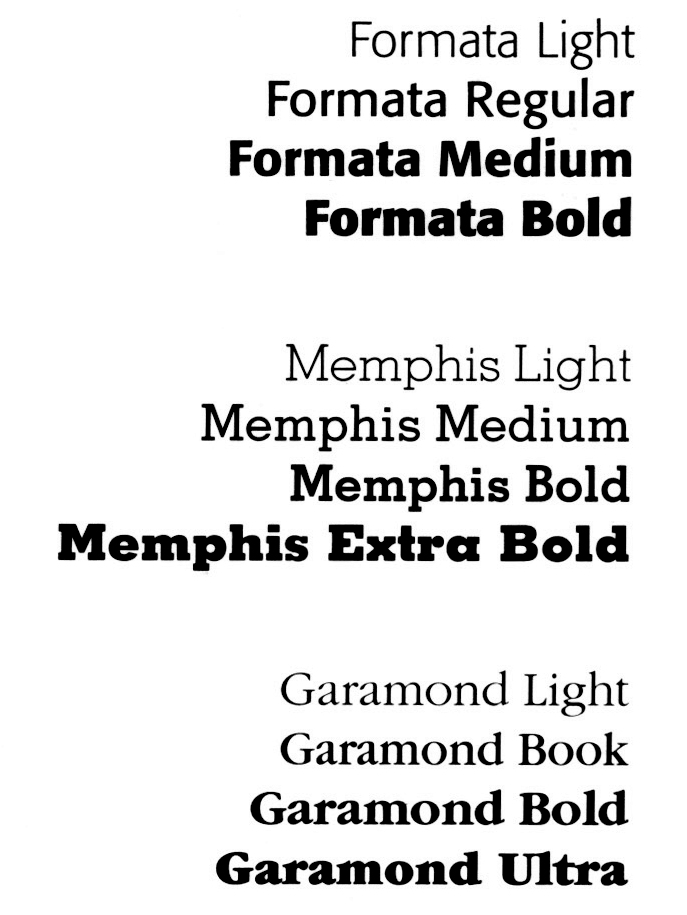 Formata Light
Formata Regular
Formata Medium
Formata Bold
Memphis Light
Memphis Medium
Memphis Bold
Memphis Extra Bold
Garamond Light
Garamond Book
Garamond Bold
Garamond Ultra